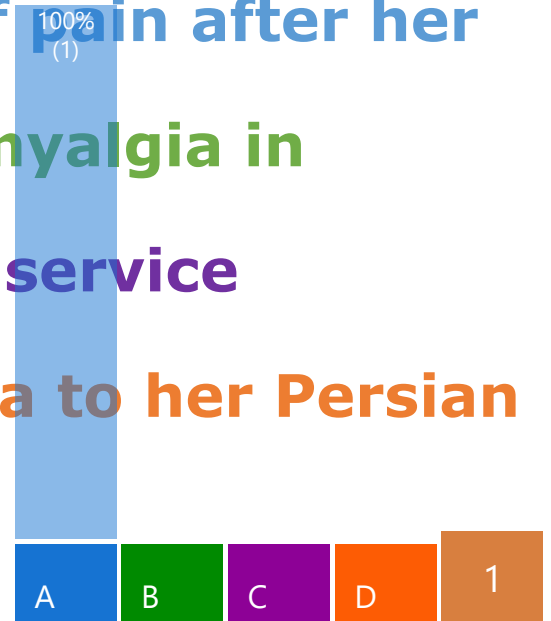 pain after her
100%
(1)
myalgia in
service
a to her Persian
A B C D 1